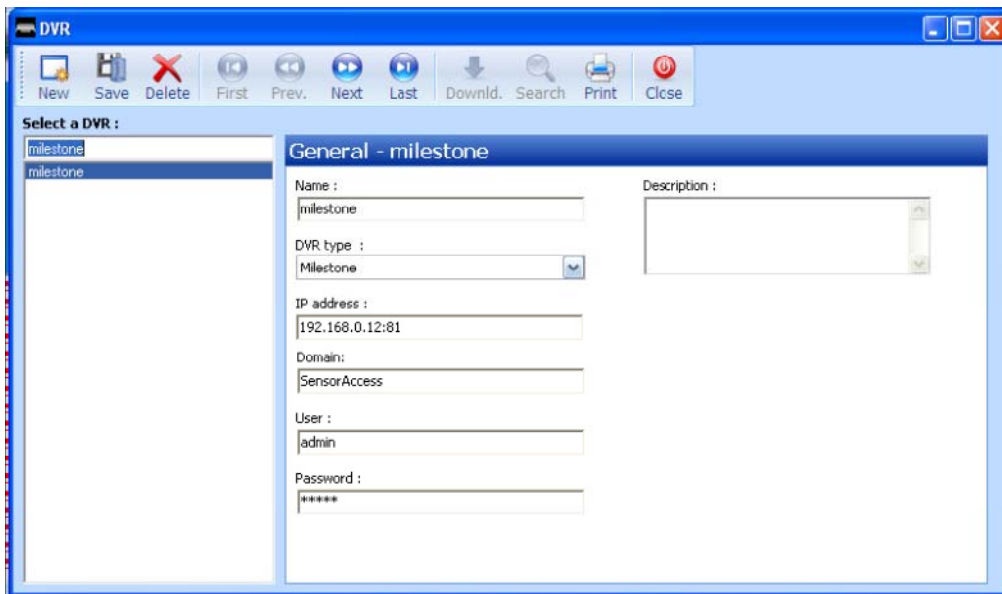 DVR
New Save Delete First Prev. Next Last Downld. Search Print Close
Select a DVR :
milestone
milestone
General - milestone
Name :
milestone
Description :
DVR type :
Milestone
IP address :
192.168.0.12:81
Domain:
SensorAccess
User :
admin
Password :
*****